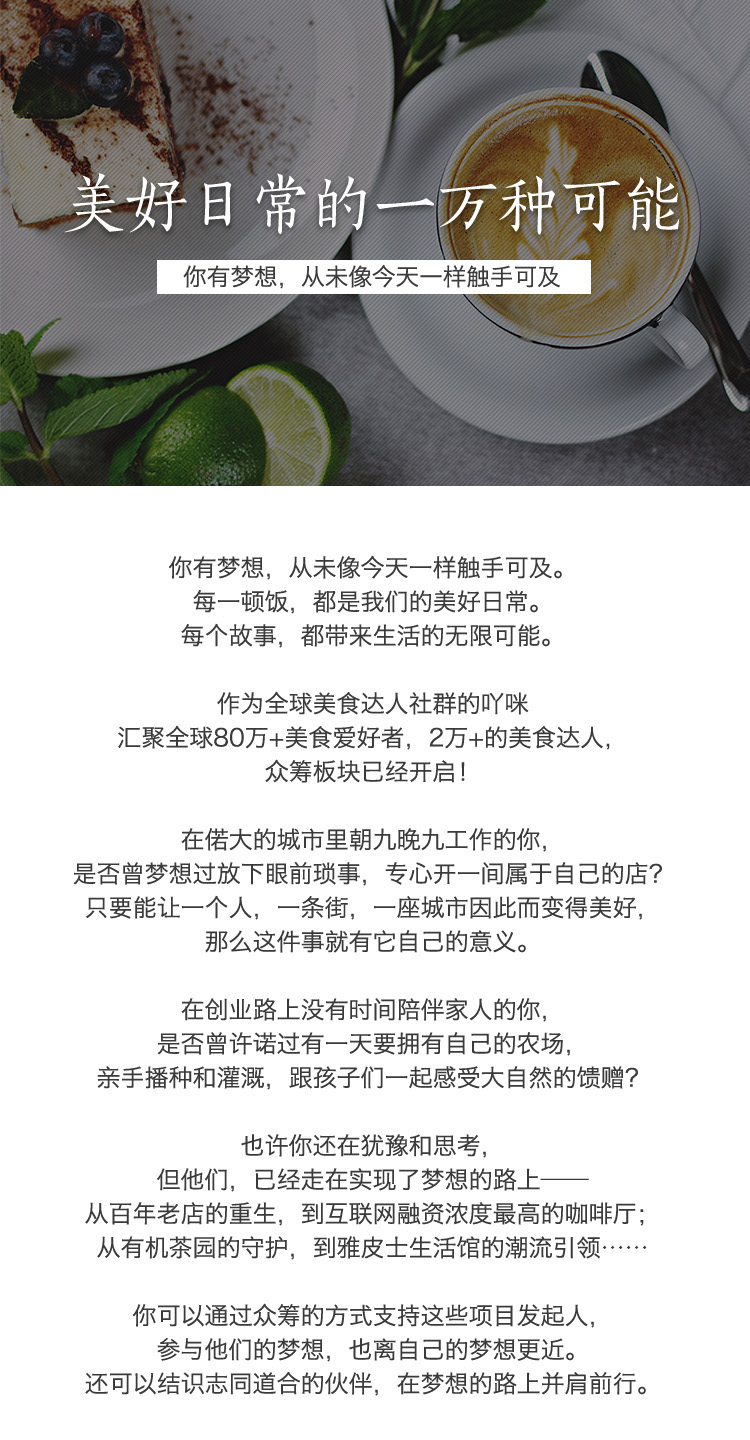 美好日常的一万种可能
你有梦想，从未像今天一样触手可及
你有梦想，从未像今天一样触手可及。
每一顿饭，都是我们的美好日常。
每个故事，都带来生活的无限可能。
作为全球美食达人社群的吖咪
汇聚全球80万+美食爱好者，2万+的美食达人，
众筹板块已经开启！
在偌大的城市里朝九晚九工作的你，
是否曾梦想过放下眼前琐事，专心开一间属于自己的店？
只要能让一个人，一条街，一座城市因此而变得美好，
那么这件事就有它自己的意义。
在创业路上没有时间陪伴家人的你，
是否曾许诺过有一天要拥有自己的农场，
亲手播种和灌溉，跟孩子们一起感受大自然的馈赠？
也许你还在犹豫和思考，
但他们，已经走在实现了梦想的路上——
从百年老店的重生，到互联网融资浓度最高的咖啡厅；
从有机茶园的守护，到雅皮士生活馆的潮流引领……
你可以通过众筹的方式支持这些项目发起人，
参与他们的梦想，也离自己的梦想更近。
还可以结识志同道合的伙伴，在梦想的路上并肩前行。